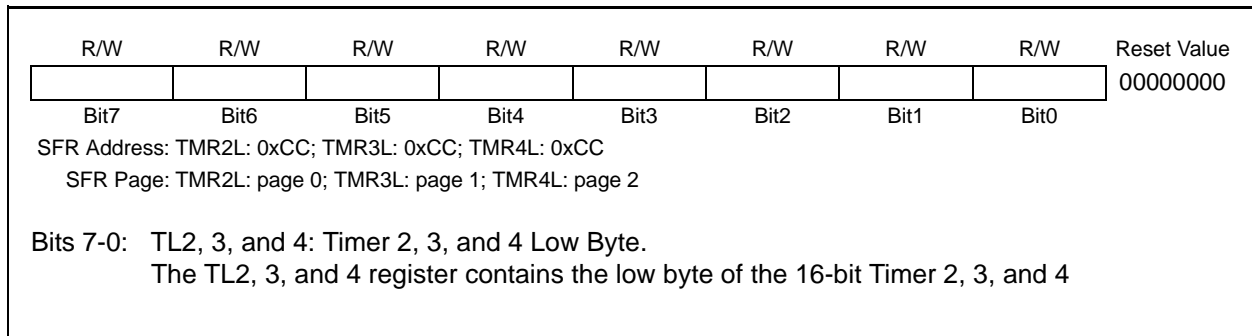 R/W R/W R/W R/W R/W R/W R/W R/W Reset Value
00000000
Bit7 Bit6 Bit5 Bit4 Bit3 Bit2 Bit1 Bit0
SFR Address: TMR2L: 0xCC; TMR3L: 0xCC; TMR4L: 0xCC
SFR Page: TMR2L: page 0; TMR3L: page 1; TMR4L: page 2
Bits 7-0: TL2, 3, and 4: Timer 2, 3, and 4 Low Byte.
The TL2, 3, and 4 register contains the low byte of the 16-bit Timer 2, 3, and 4